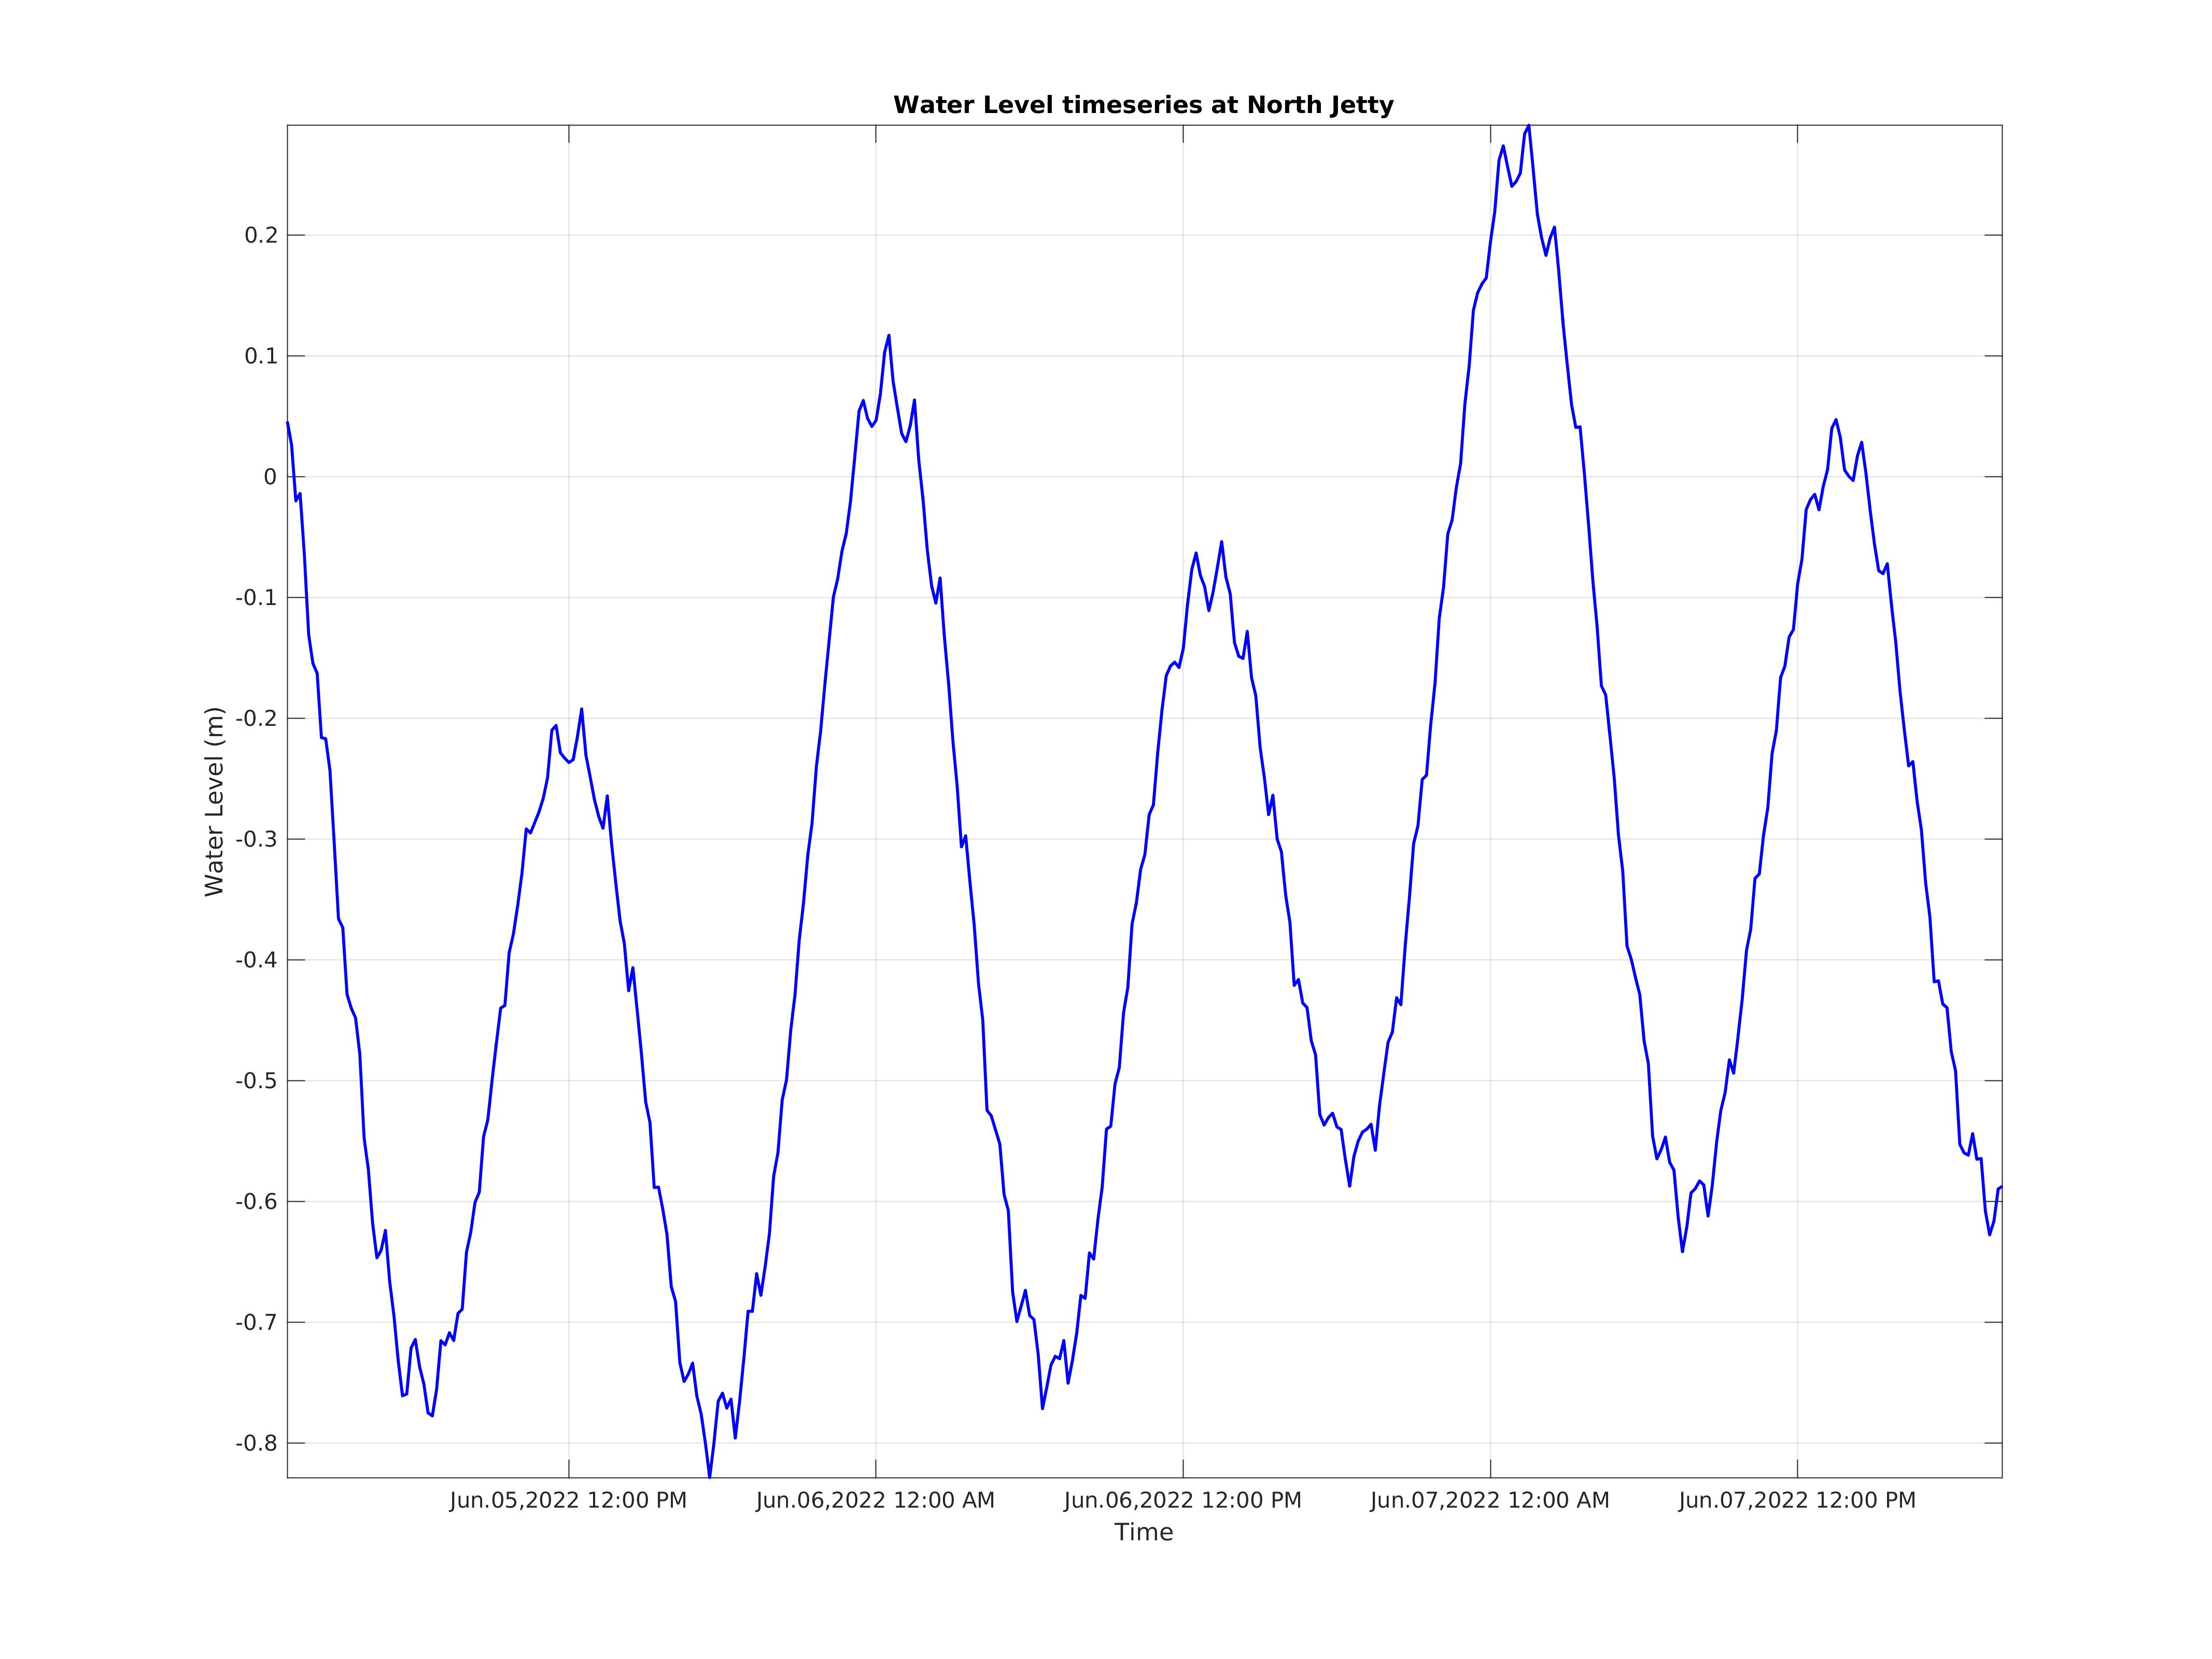 Water Level timeseries at North Jetty
0.2
0.1
0
-0.1
-0.2
-0.3
-0.4
-0.5
-0.6
-0.7
-0.8
Water Level (m)
Jun.05,2022 12:00 PM
Jun.06,2022 12:00 AM
Jun.06,2022 12:00 PM
Jun.07,2022 12:00 AM
Jun.07,2022 12:00 PM
Time